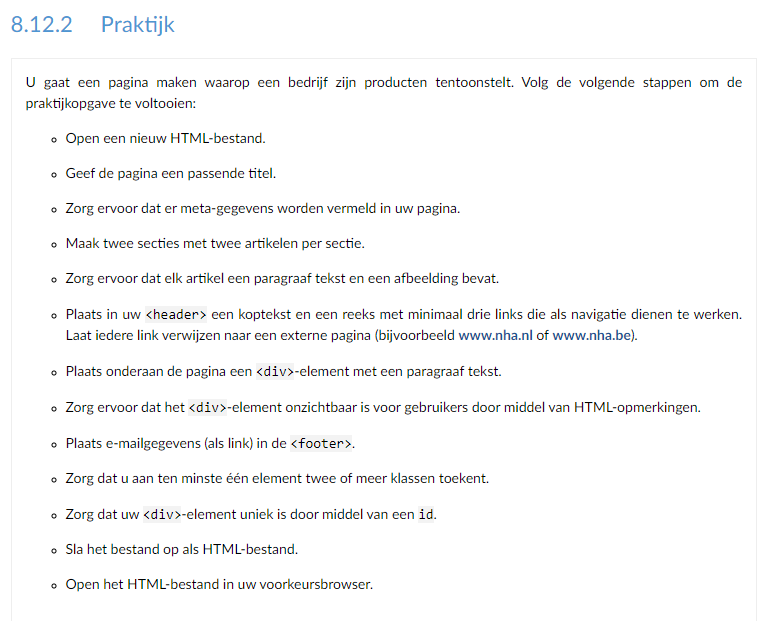 8.12.2 Praktijk
U gaat een pagina maken waarop een bedrijf zijn producten tentoonstelt. Volg de volgende stappen om de
praktijkopgave te voltooien:
Open een nieuw HTML-bestand.
Geef de pagina een passende titel.
Zorg ervoor dat er meta-gegevens worden vermeld in uw pagina.
Maak twee secties met twee artikelen per sectie.
Zorg ervoor dat elk artikel een paragraaf tekst en een afbeelding bevat.
Plaats in uw <header> een koptekst en een reeks met minimaal drie links die als navigatie dienen te werken.
Laat iedere link verwijzen naar een externe pagina (bijvoorbeeld www.nha.nl of www.nha.be).
Plaats onderaan de pagina een <div>-element met een paragraaf tekst.
Zorg ervoor dat het <div>-element onzichtbaar is voor gebruikers door middel van HTML-opmerkingen.
Plaats e-mailgegevens (als link) in de <footer>.
Zorg dat u aan ten minste één element twee of meer klassen toekent.
Zorg dat uw <div>-element uniek is door middel van een id.
Sla het bestand op als HTML-bestand.
Open het HTML-bestand in uw voorkeursbrowser.